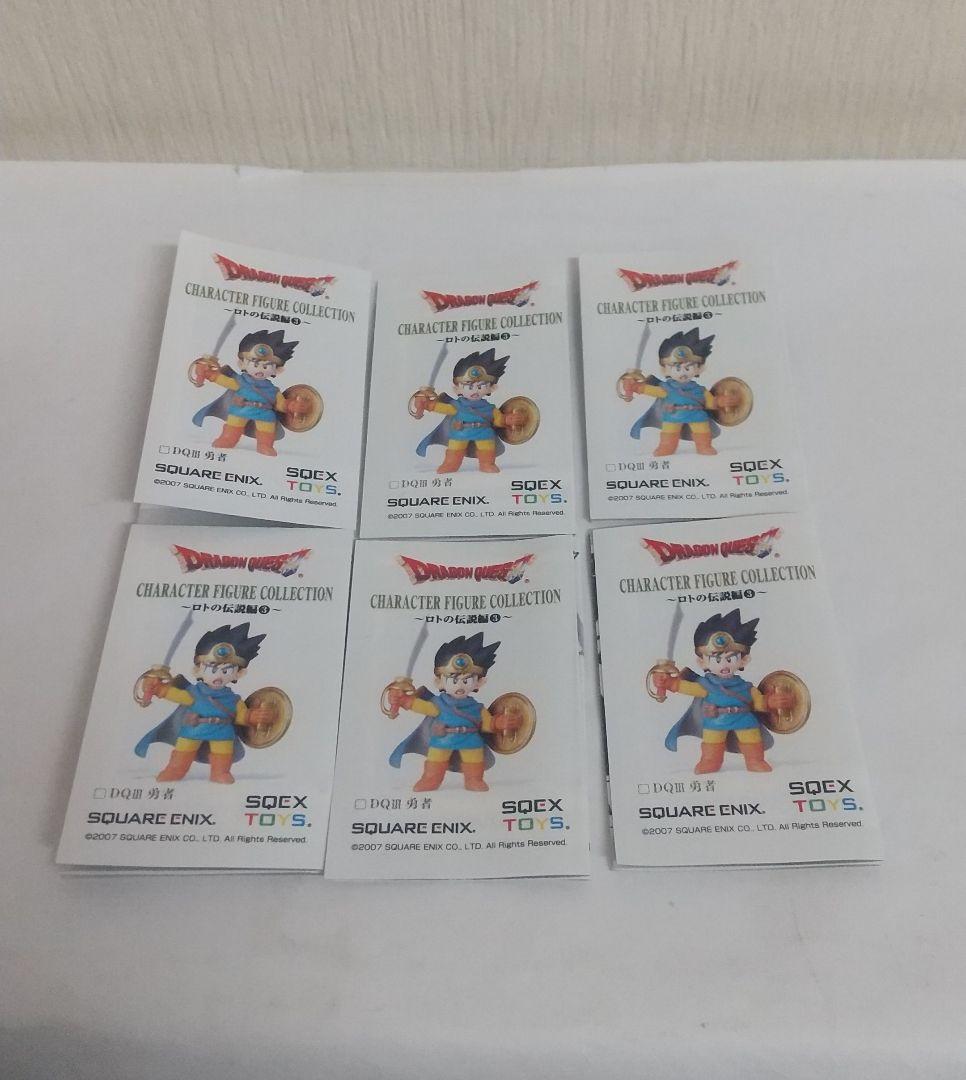 DRAGON QUEST®
CHARACTER FIGURE COLLECTION
～ロトの伝説編❸～
□DQIII 勇者
SQUARE ENIX.
SQEX
TOYS.
©2007 SQUARE ENIX CO., LTD. All Rights Reserved.
DRAGON QUEST®
CHARACTER FIGURE COLLECTION
～ロトの伝説編❸～
□DQIII 勇者
SQUARE ENIX.
SQEX
TOYS.
©2007 SQUARE ENIX CO., LTD. All Rights Reserved.
DRAGON QUEST®
CHARACTER FIGURE COLLECTION
～ロトの伝説編❸～
□DQIII 勇者
SQUARE ENIX.
SQEX
TOYS.
©2007 SQUARE ENIX CO., LTD. All Rights Reserved.
DRAGON QUEST®
CHARACTER FIGURE COLLECTION
～ロトの伝説編❸～
□DQIII 勇者
SQUARE ENIX.
SQEX
TOYS.
©2007 SQUARE ENIX CO., LTD. All Rights Reserved.
DRAGON QUEST®
CHARACTER FIGURE COLLECTION
～ロトの伝説編❸～
□DQIII 勇者
SQUARE ENIX.
SQEX
TOYS.
©2007 SQUARE ENIX CO., LTD. All Rights Reserved.
DRAGON QUEST®
CHARACTER FIGURE COLLECTION
～ロトの伝説編❸～
□DQIII 勇者
SQUARE ENIX.
SQEX
TOYS.
©2007 SQUARE ENIX CO., LTD. All Rights Reserved.